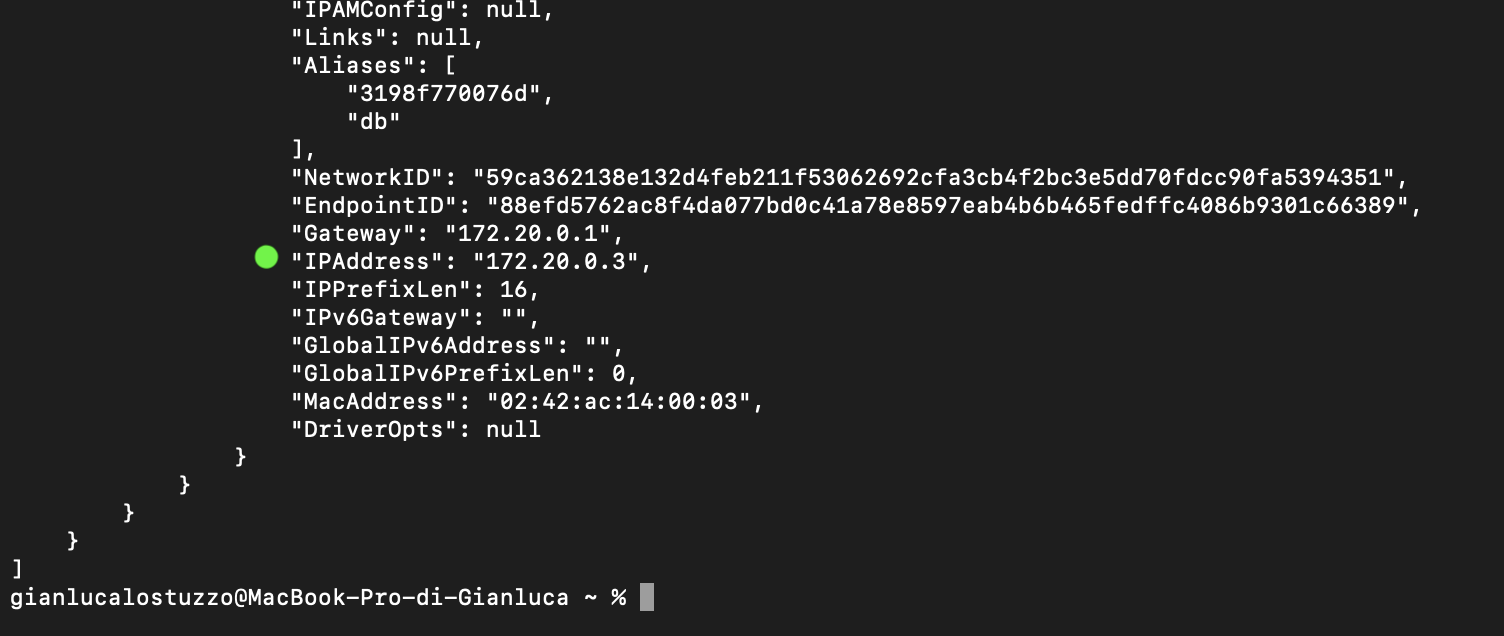 "IPAMConfig": null,
"Links": null,
"Aliases": [
"3198f770076d",
"db"
],
"NetworkID": "59ca362138e132d4feb211f53062692cfa3cb4f2bc3e5dd70fdcc90fa5394351",
"EndpointID": "88efd5762ac8f4da077bd0c41a78e8597eab4b6b465fedffc4086b9301c66389",
"Gateway": "172.20.0.1",
"IPAddress": "172.20.0.3",
"IPPrefixLen": 16,
"IPv6Gateway": "",
"GlobalIPv6Address": "",
"GlobalIPv6PrefixLen": 0,
"MacAddress": "02:42:ac:14:00:03",
"DriverOpts": null
}
}
}
}
]
gianlucalostuzzo@MacBook-Pro-di-Gianluca ~ %